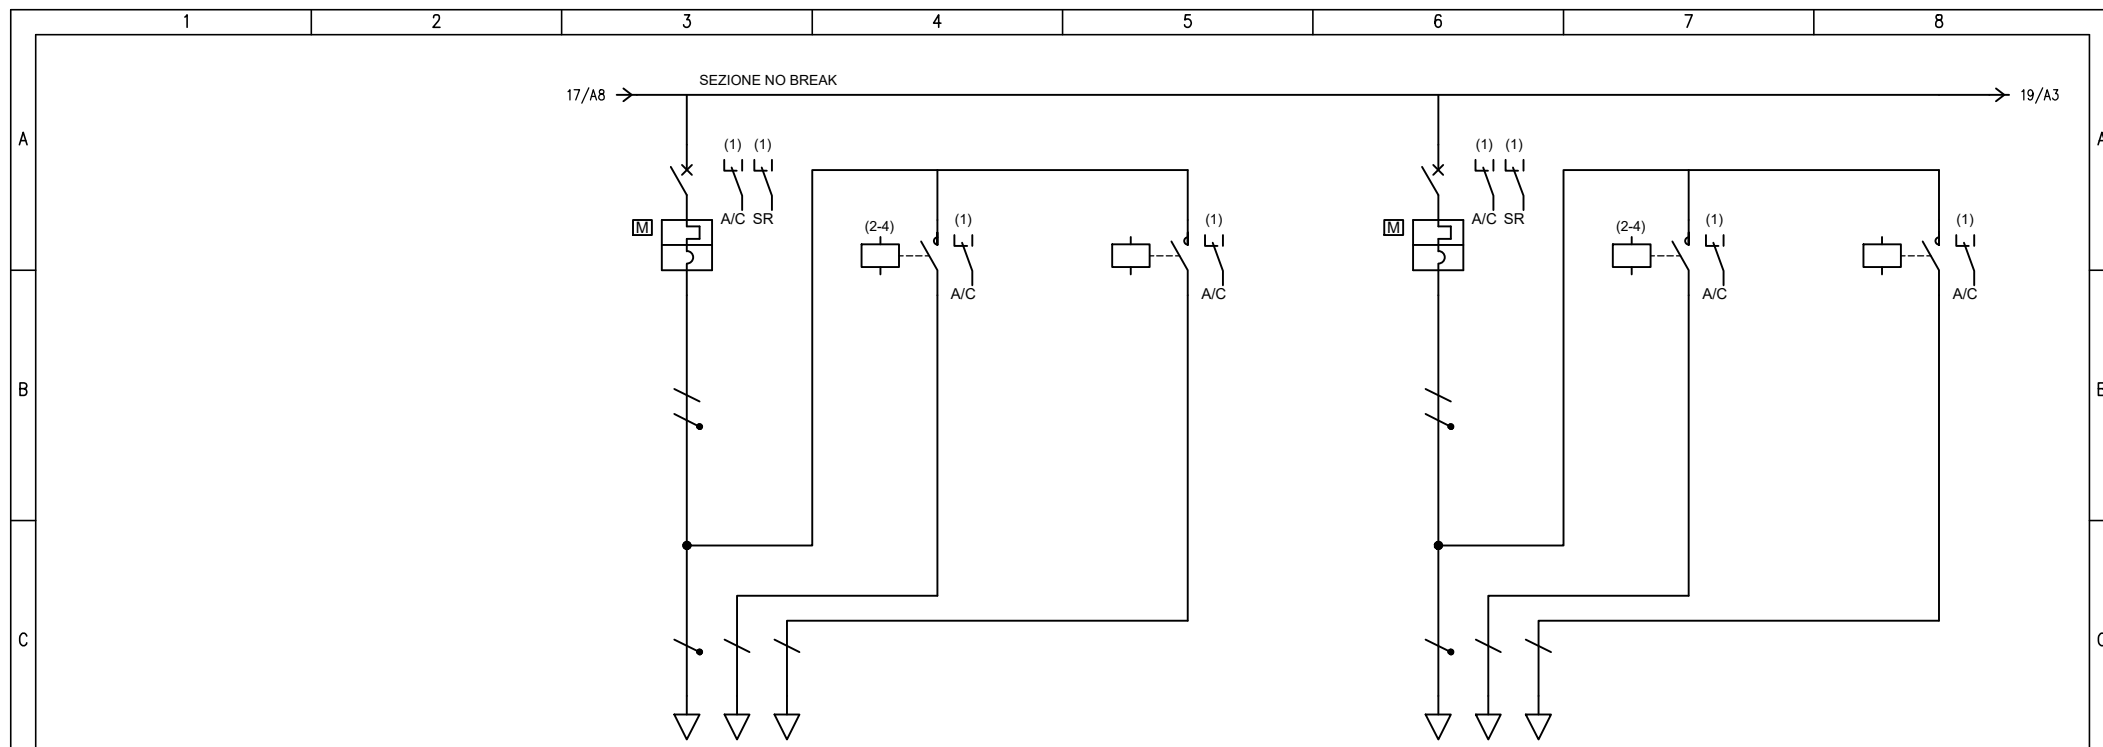 1 2 3 4 5 6 7 8
SEZIONE NO BREAK
17/A8 19/A3
A A
(1) (1) (1) (1)
A/C SR A/C SR
M (2-4) (1) (1) M (2-4) (1) (1)
A/C A/C A/C A/C
B
C